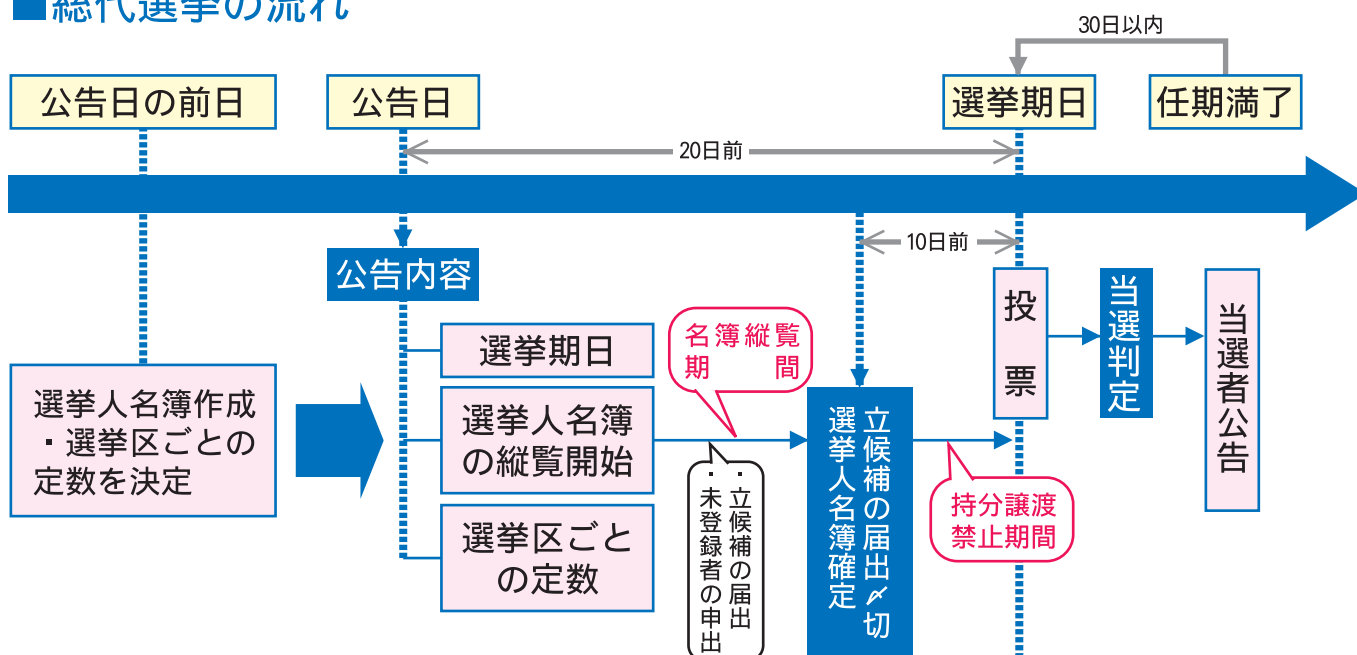 ■総代選挙の流れ
30日以内
公告日の前日
公告日
選挙期日
任期満了
20日前
10日前
公告内容
選挙期日
選挙人名簿
の縦覧開始
選挙区ごと
の定数
選挙人名簿作成
・選挙区ごとの
定数を決定
名簿縦覧
期間
・立候補の届出
・未登録者の申出
立候補の届出〆切
選挙人名簿確定
持分譲渡
禁止期間
投票
当選判定
当選者公告